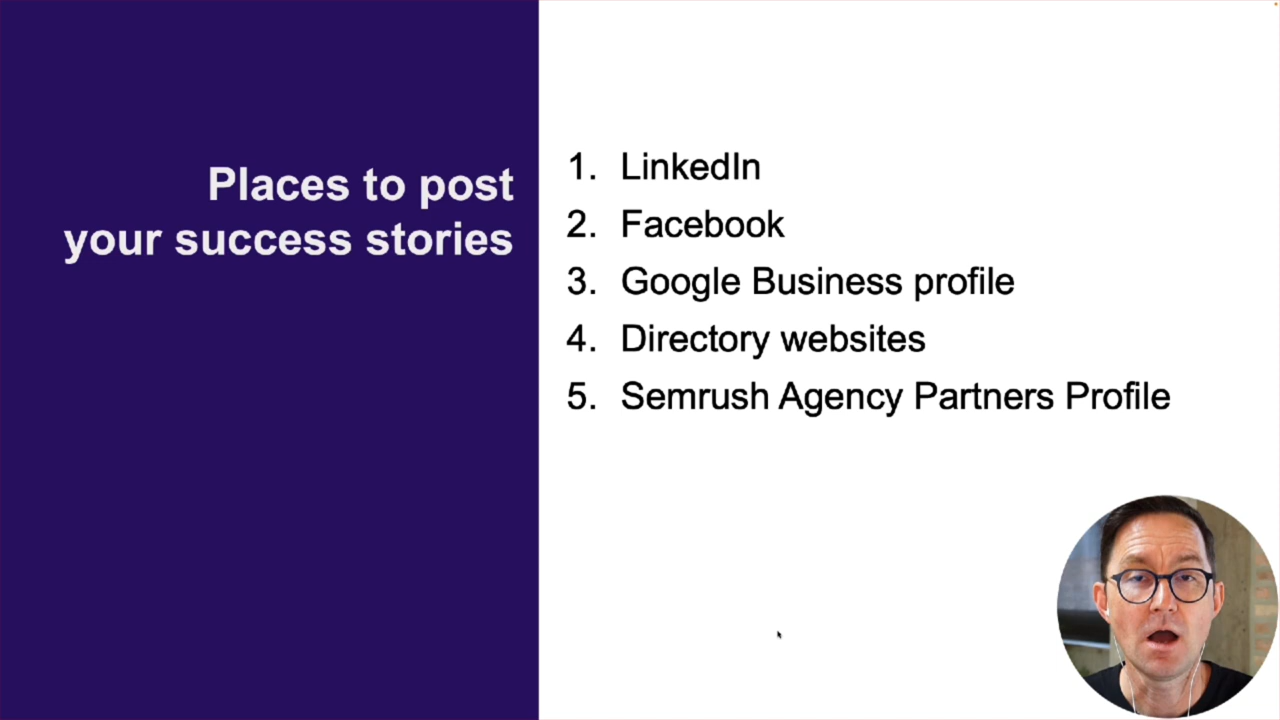 Places to post
your success stories
1. LinkedIn
2. Facebook
3. Google Business profile
4. Directory websites
5. Semrush Agency Partners Profile